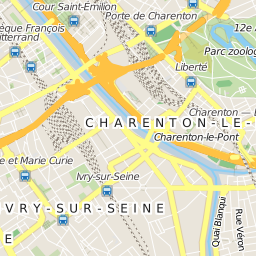 Cour Saint-Émilion
Porte de Charenton
12e A
èque François
itterrand
Parc zoolog
Liberté
Charenton — É
CHARENTON-LE-
Charenton-le-Pont
e et Marie Curie
Ivry-sur-Seine
VRY-SUR-SEINE
E
Quai Blanqui
Rue Véron